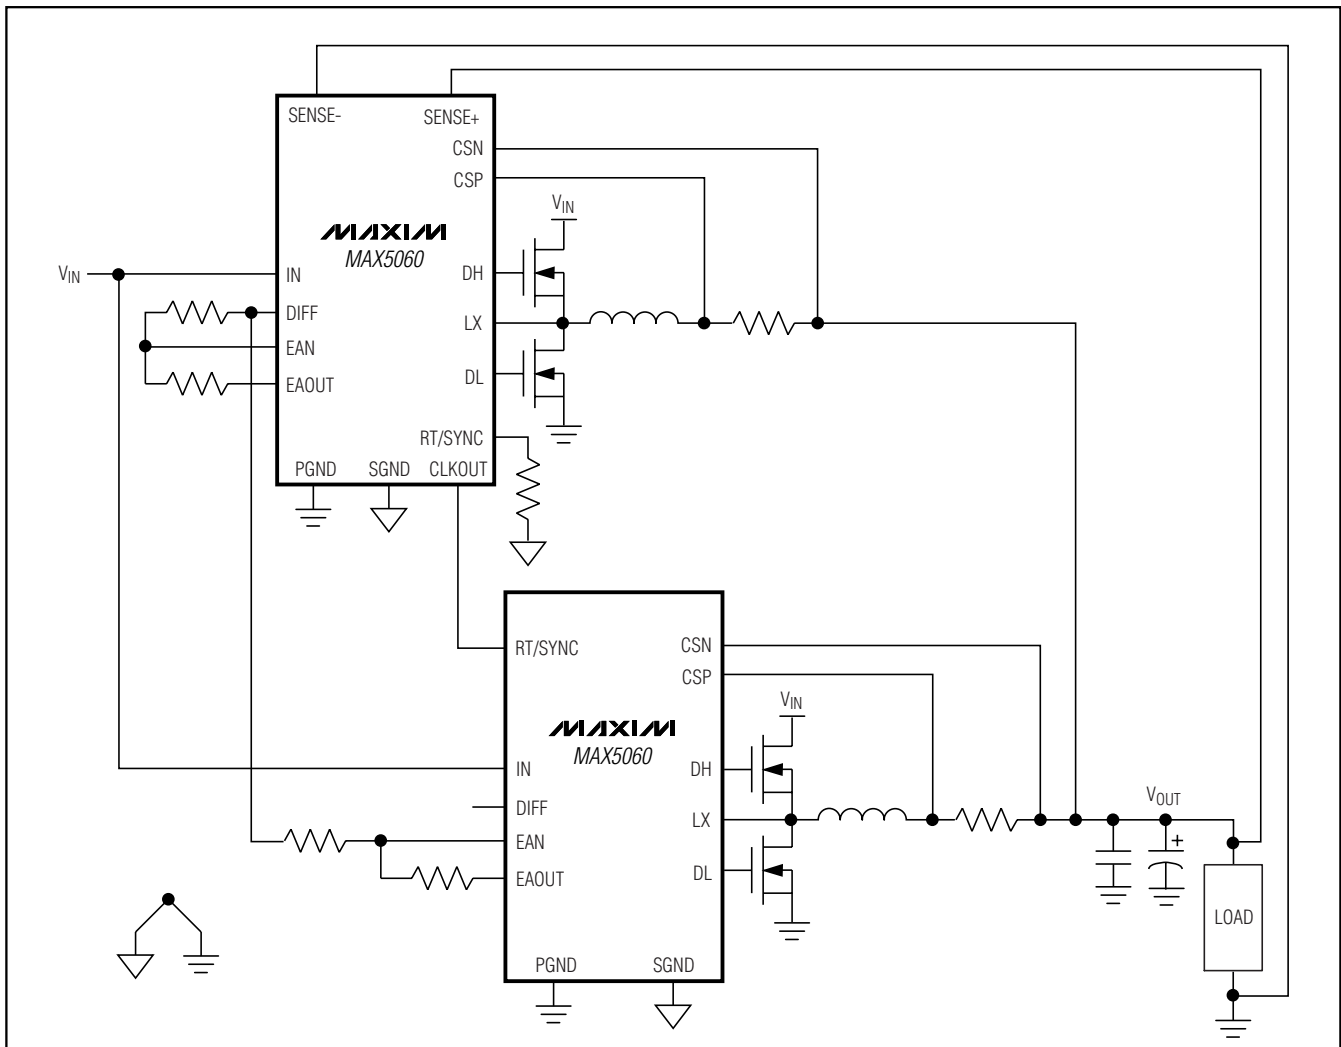 SENSE-
SENSE+
CSN
CSP
VIN
MAXIM
MAX5060
VIN
IN
DH
DIFF
LX
EAN
DL
EAOUT
RT/SYNC
PGND
SGND
CLKOUT
RT/SYNC
CSN
CSP
VIN
MAXIM
MAX5060
IN
DH
DIFF
LX
VOUT
+
EAN
DL
EAOUT
LOAD
PGND
SGND